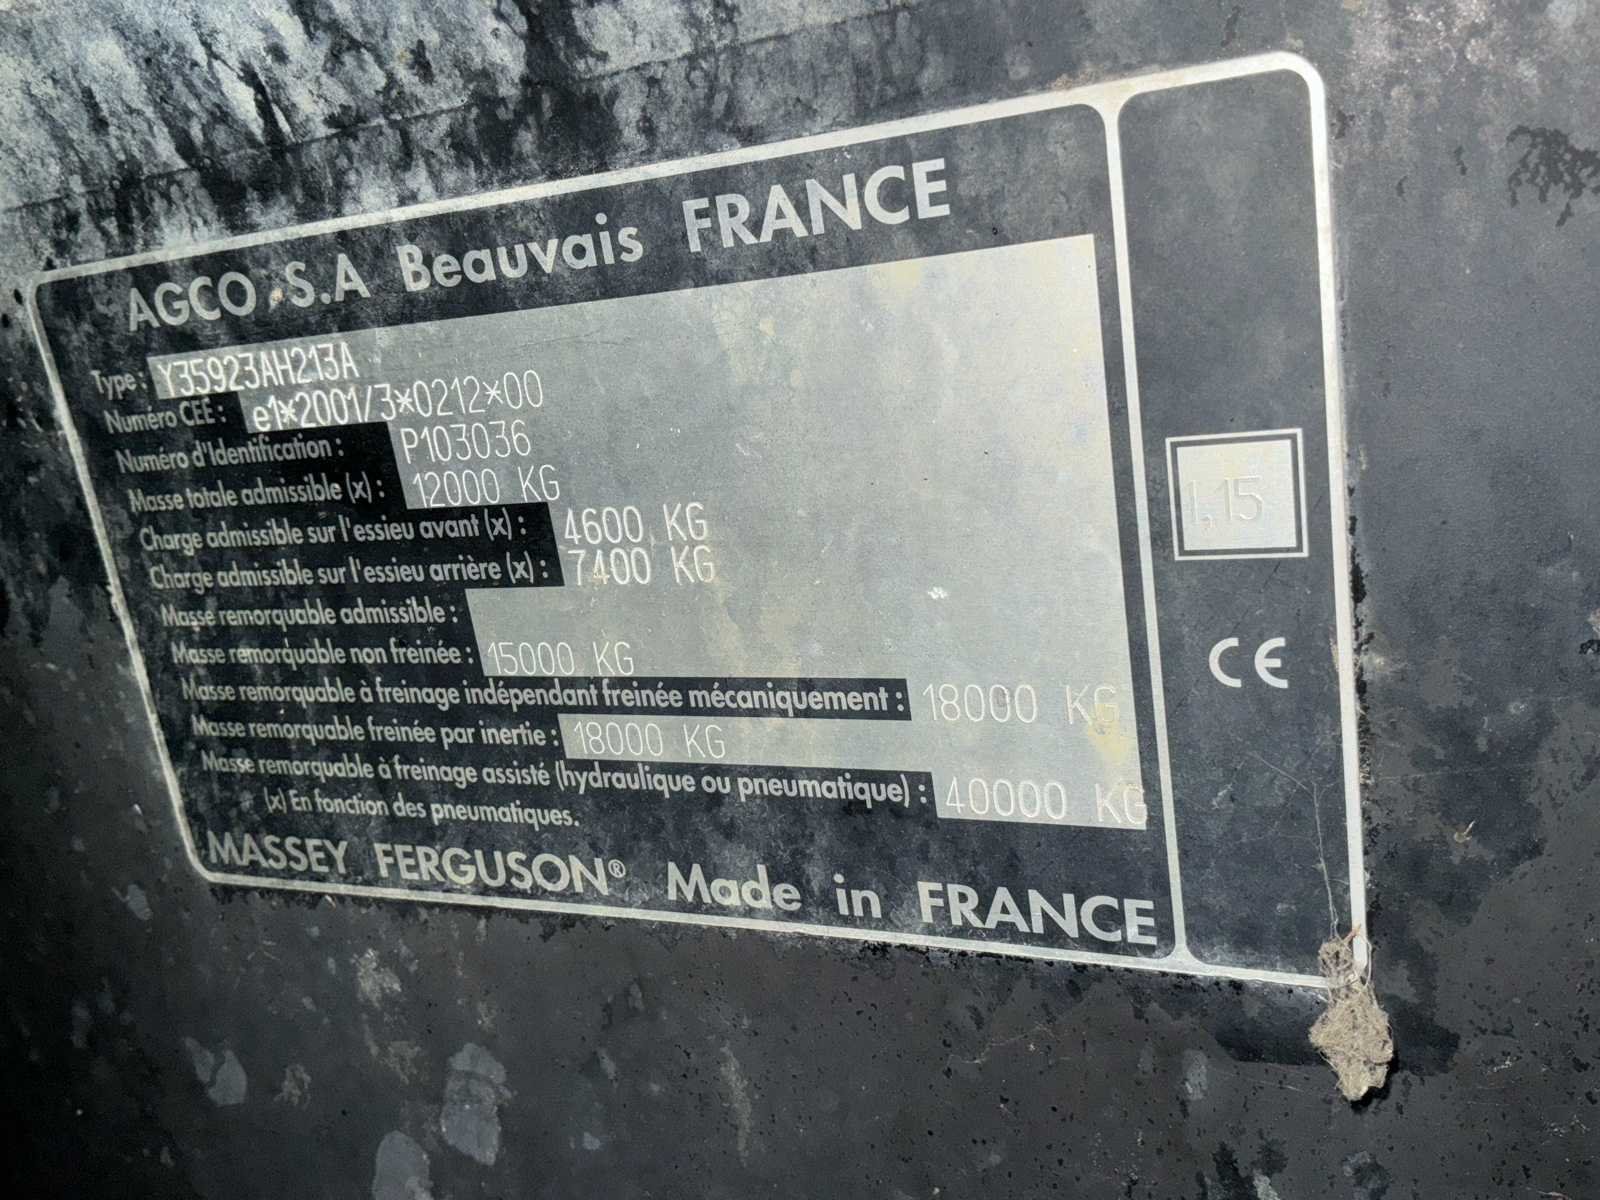 AGCO S.A Beauvais FRANCE
Type : Y35923AH213A
Numéro CEE : e1*2001/3*0212*00
Numéro d'Identification : P103036
Masse totale admissible (x) : 12000 KG
Charge admissible sur l'essieu avant (x) : 4600 KG
Charge admissible sur l'essieu arrière (x) : 7400 KG
Masse remorquable admissible :
Masse remorquable non freinée : 15000 KG
Masse remorquable à freinage indépendant freinée mécaniquement : 18000 KG
Masse remorquable freinée par inertie : 18000 KG
Masse remorquable à freinage assisté (hydraulique ou pneumatique) : 40000 KG
(x) En fonction des pneumatiques.
MASSEY FERGUSON® Made in FRANCE
1,15
CE